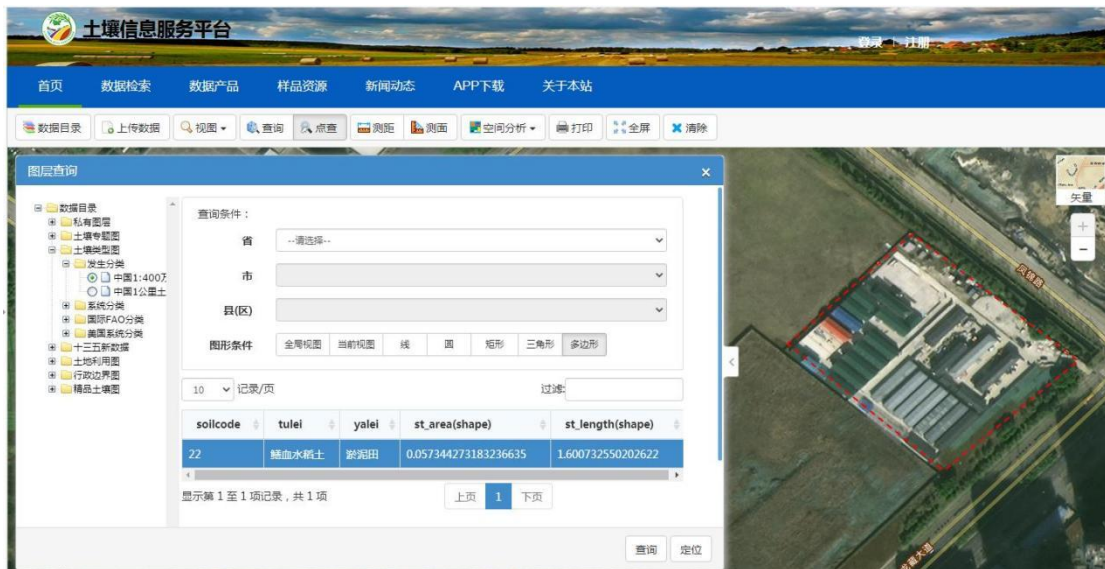 土壤信息服务平台
登录 注册
首页 数据检索 数据产品 样品资源 新闻动态 APP下载 关于本站
数据目录 上传数据 视图 查询 点查 测距 测面 空间分析 打印 全屏 清除
图层查询 ×
矢量
数据目录
私有图层
土壤专题图
土壤类型图
发生分类
中国1:400万
中国1公里土
系统分类
国际FAO分类
美国系统分类
十三五新数据
土地利用图
行政边界图
精品土壤图
查询条件：
省 --请选择--
市
县(区)
图形条件 全局视图 当前视图 线 圆 矩形 三角形 多边形
10 记录/页 过滤:
soilcode tulei yalei st_area(shape) st_length(shape)
22 鳝血水稻土 淤泥田 0.057344273183236635 1.600732550202622
显示第 1 至 1 项记录，共 1 项 上页 1 下页
查询 定位